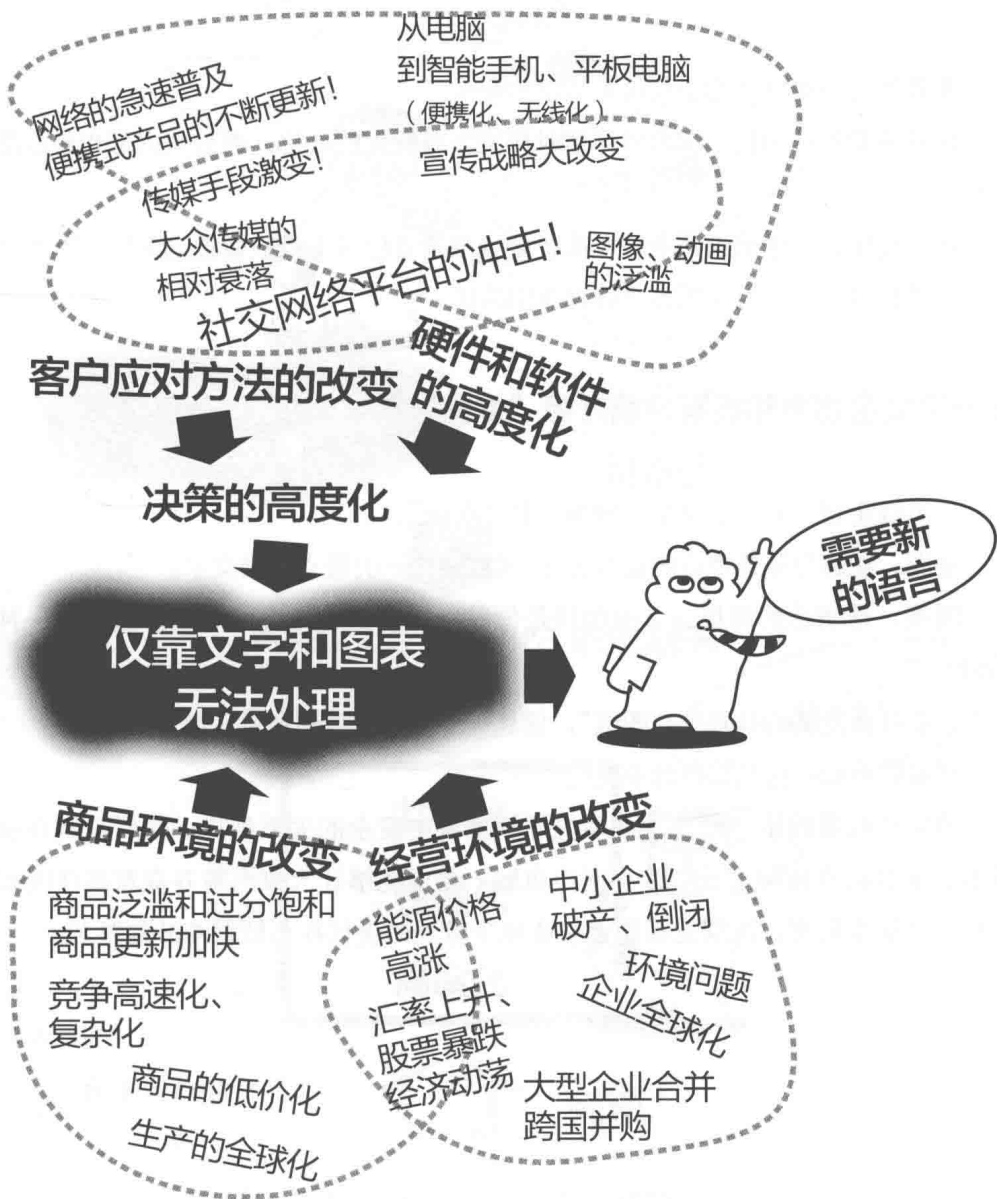 从电脑
到智能手机、平板电脑
（便携化、无线化）
网络的急速普及
便携式产品的不断更新！
传媒手段激变！
宣传战略大改变
大众传媒的
相对衰落
社交网络平台的冲击！
图像、动画
的泛滥
客户应对方法的改变
硬件和软件
的高度化
决策的高度化
需要新
的语言
仅靠文字和图表
无法处理
商品环境的改变
经营环境的改变
商品泛滥和过分饱和
商品更新加快
竞争高速化、
复杂化
商品的低价化
生产的全球化
能源价格
高涨
汇率上升、
股票暴跌
经济动荡
中小企业
破产、倒闭
环境问题
企业全球化
大型企业合并
跨国并购